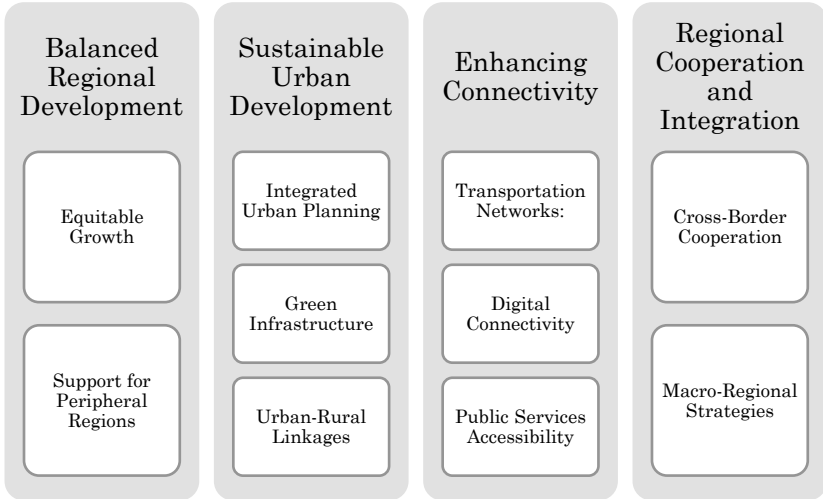 Balanced
Regional
Development
Equitable
Growth
Support for
Peripheral
Regions
Sustainable
Urban
Development
Integrated
Urban Planning
Green
Infrastructure
Urban-Rural
Linkages
Enhancing
Connectivity
Transportation
Networks:
Digital
Connectivity
Public Services
Accessibility
Regional
Cooperation
and
Integration
Cross-Border
Cooperation
Macro-Regional
Strategies